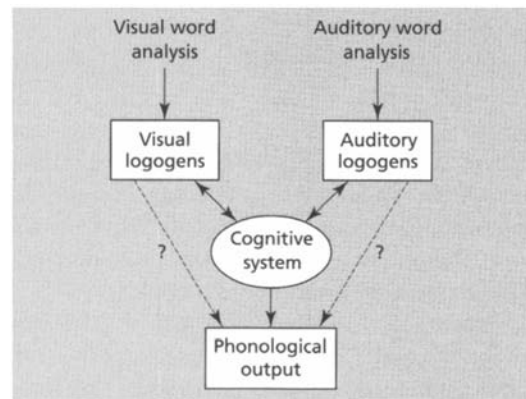 Visual word
analysis
Auditory word
analysis
Visual
logogens
Auditory
logogens
?
Cognitive
system
?
Phonological
output